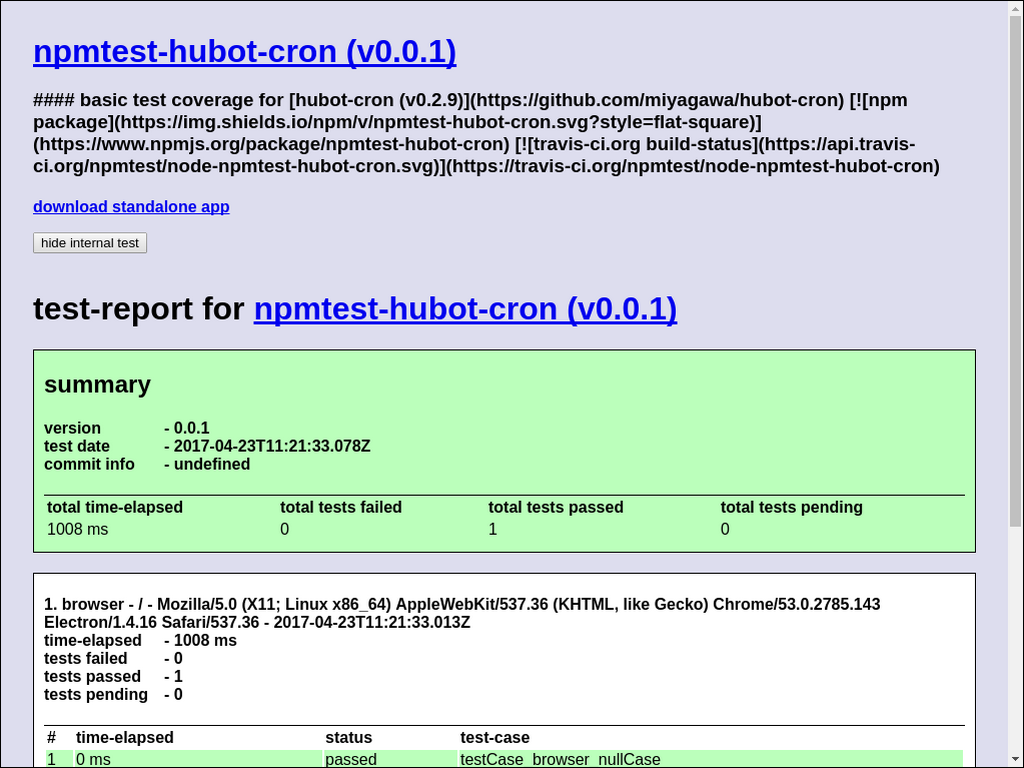 npmtest-hubot-cron (v0.0.1)
#### basic test coverage for [hubot-cron (v0.2.9)](https://github.com/miyagawa/hubot-cron) [![npm
package](https://img.shields.io/npm/v/npmtest-hubot-cron.svg?style=flat-square)]
(https://www.npmjs.org/package/npmtest-hubot-cron) [![travis-ci.org build-status](https://api.travis-
ci.org/npmtest/node-npmtest-hubot-cron.svg)](https://travis-ci.org/npmtest/node-npmtest-hubot-cron)
download standalone app
hide internal test
test-report for npmtest-hubot-cron (v0.0.1)
summary
version - 0.0.1
test date - 2017-04-23T11:21:33.078Z
commit info - undefined
total time-elapsed total tests failed total tests passed total tests pending
1008 ms 0 1 0
1. browser - / - Mozilla/5.0 (X11; Linux x86_64) AppleWebKit/537.36 (KHTML, like Gecko) Chrome/53.0.2785.143
Electron/1.4.16 Safari/537.36 - 2017-04-23T11:21:33.013Z
time-elapsed - 1008 ms
tests failed - 0
tests passed - 1
tests pending - 0
# time-elapsed status test-case
1 0 ms passed testCase_browser_nullCase